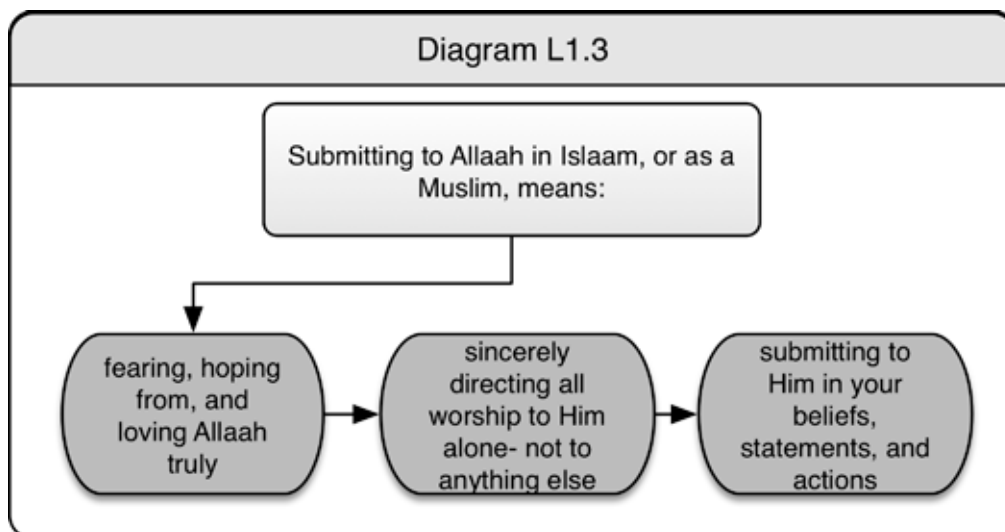 Diagram L1.3
Submitting to Allaah in Islaam, or as a
Muslim, means:
fearing, hoping
from, and
loving Allaah
truly
sincerely
directing all
worship to Him
alone- not to
anything else
submitting to
Him in your
beliefs,
statements, and
actions